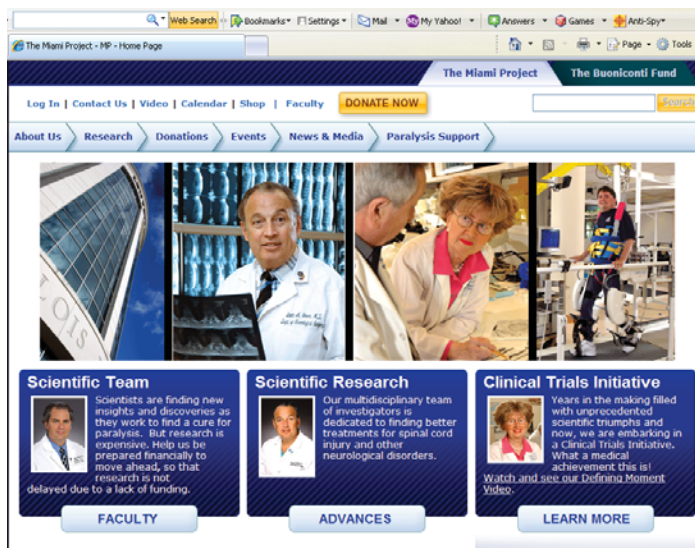 Web Search Bookmarks Settings Mail My Yahoo! Answers Games Anti-Spy
The Miami Project - MP - Home Page Page Tools
The Miami Project The Buoniconti Fund
Log In | Contact Us | Video | Calendar | Shop | Faculty DONATE NOW Search
About Us Research Donations Events News & Media Paralysis Support
LOIS
Scientific Team
Scientists are finding new
insights and discoveries as
they work to find a cure for
paralysis. But research is
expensive. Help us be
prepared financially to
move ahead, so that
research is not
delayed due to a lack of funding.
FACULTY
Scientific Research
Our multidisciplinary team
of investigators is
dedicated to finding better
treatments for spinal cord
injury and other
neurological disorders.
ADVANCES
Clinical Trials Initiative
Years in the making filled
with unprecedented
scientific triumphs and
now, we are embarking in
a Clinical Trials Initiative.
What a medical
achievement this is!
Watch and see our Defining Moment
Video.
LEARN MORE